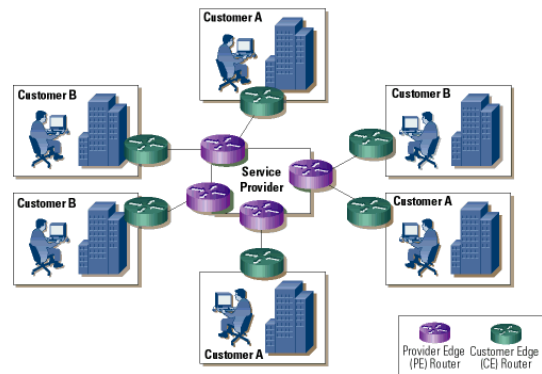 Customer A
Customer B
Customer B
Service
Provider
Customer B
Customer A
Customer A
Provider Edge
(PE) Router
Customer Edge
(CE) Router